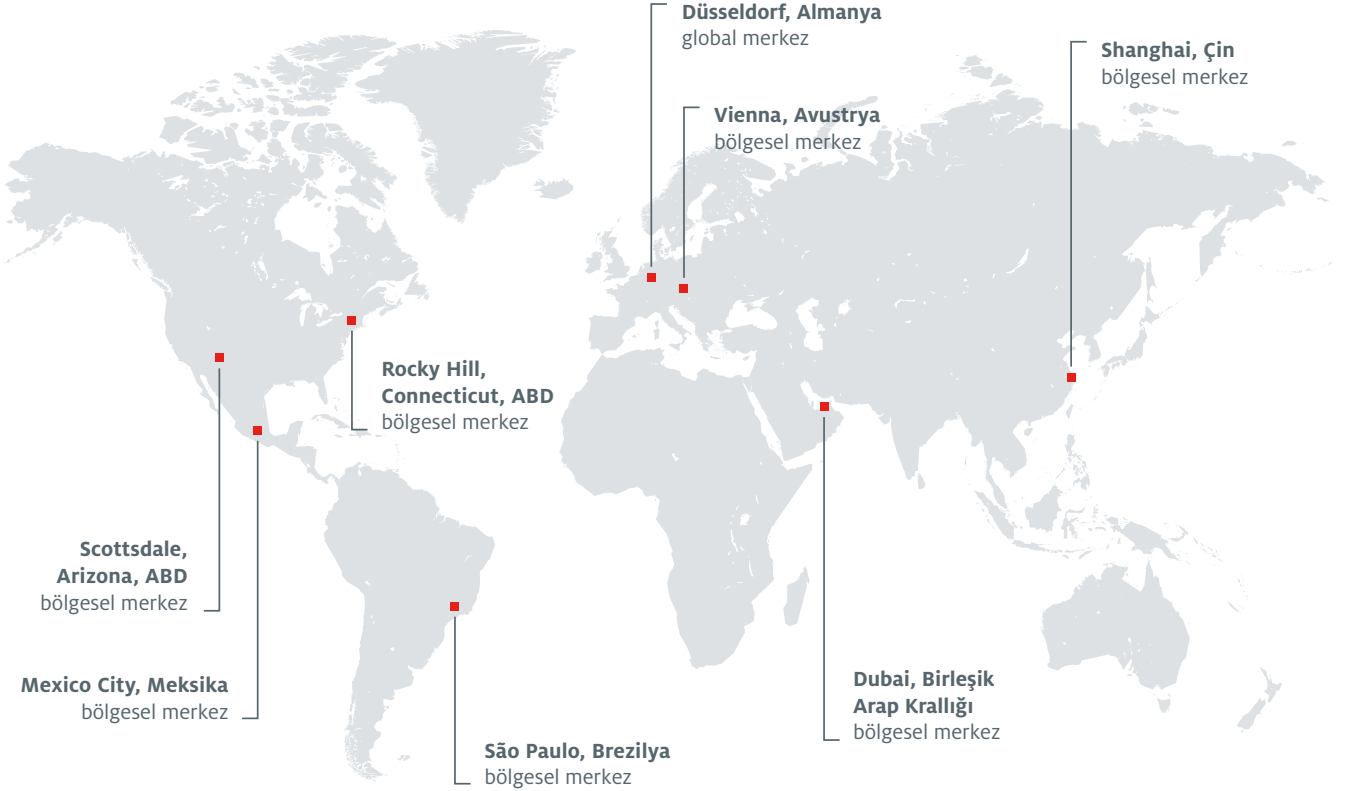 Düsseldorf, Almanya
global merkez
Shanghai, Çin
bölgesel merkez
Vienna, Avustrya
bölgesel merkez
Rocky Hill,
Connecticut, ABD
bölgesel merkez
Scottsdale,
Arizona, ABD
bölgesel merkez
Mexico City, Meksika
bölgesel merkez
Dubai, Birleşik
Arap Krallığı
bölgesel merkez
São Paulo, Brezilya
bölgesel merkez